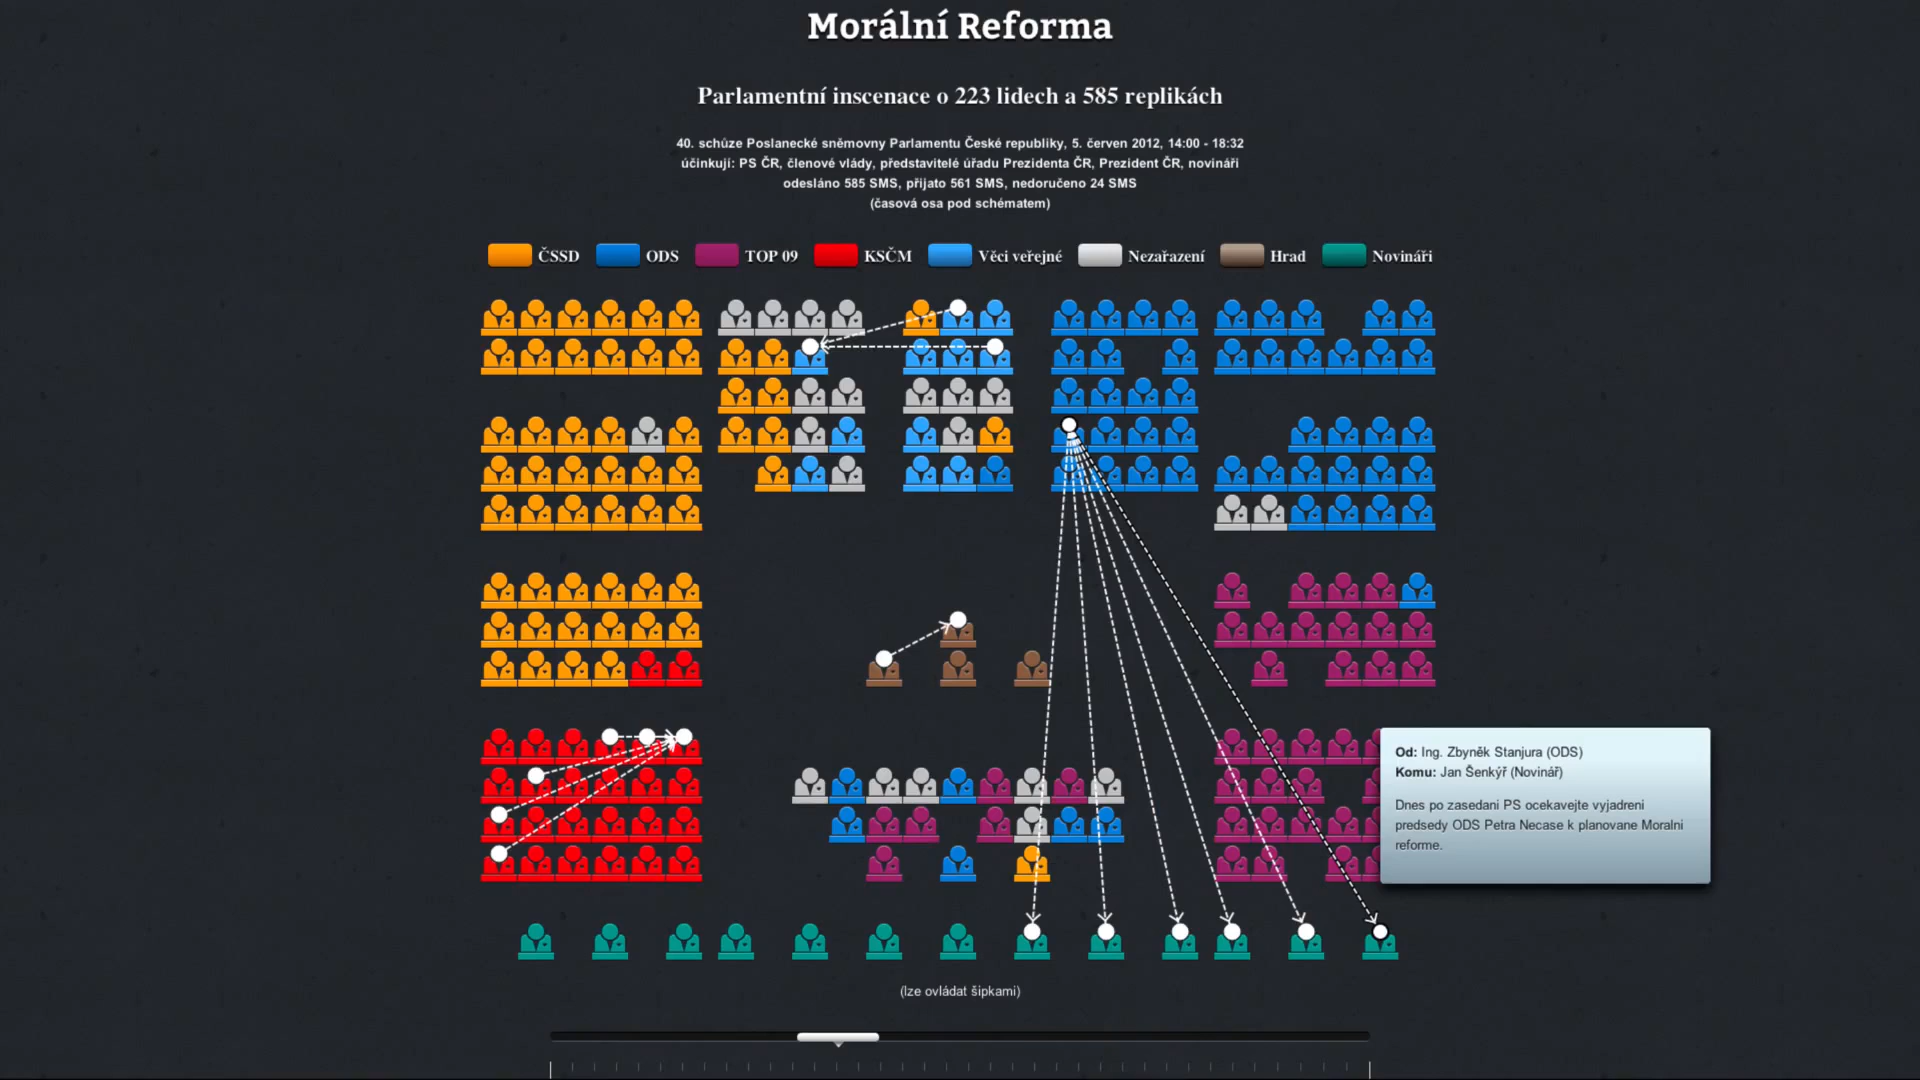 Morální Reforma
Parlamentní inscenace o 223 lidech a 585 replikách
40. schůze Poslanecké sněmovny Parlamentu České republiky, 5. červen 2012, 14:00 - 18:32
účinkují: PS ČR, členové vlády, představitelé úřadu Prezidenta ČR, Prezident ČR, novináři
odesláno 585 SMS, přijato 561 SMS, nedoručeno 24 SMS
(časová osa pod schématem)
ČSSD ODS TOP 09 KSČM Věci veřejné Nezařazení Hrad Novináři
Od: Ing. Zbyněk Stanjura (ODS)
Komu: Jan Šenkýř (Novinář)
Dnes po zasedani PS ocekavejte vyjadreni
predsedy ODS Petra Necase k planovane Moralni
reforme.
(lze ovládat šipkami)